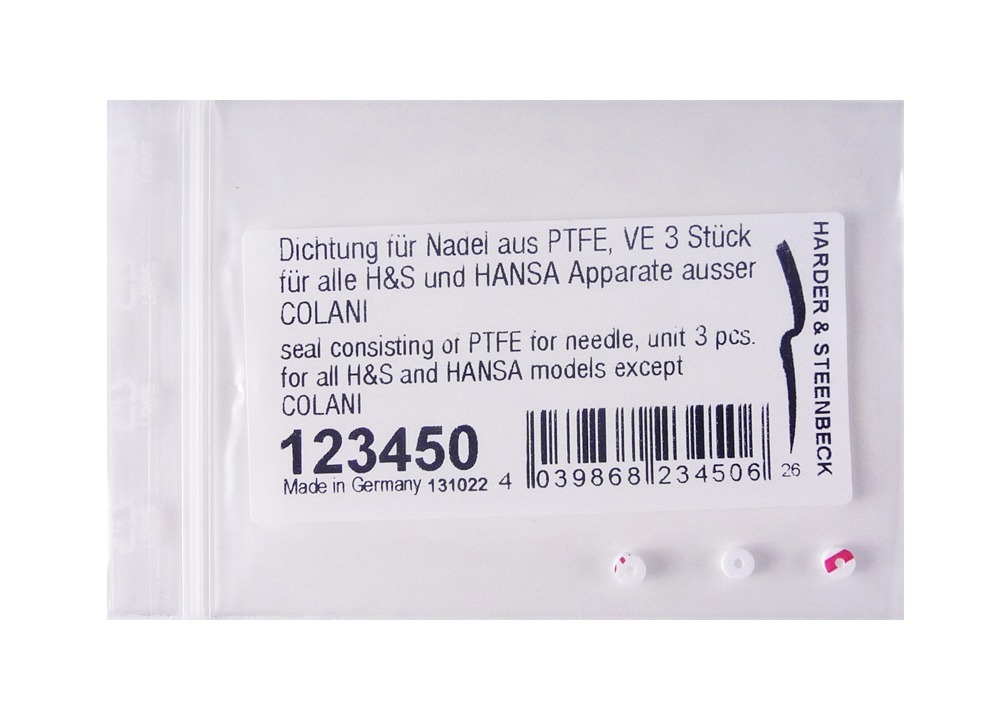 Dichtung für Nadel aus PTFE, VE 3 Stück
für alle H&S und HANSA Apparate ausser
COLANI
seal consisting of PTFE for needle, unit 3 pcs.
for all H&S and HANSA models except
COLANI
123450
Made in Germany 131022
4 039868 234506 26
HARDER & STEENBECK